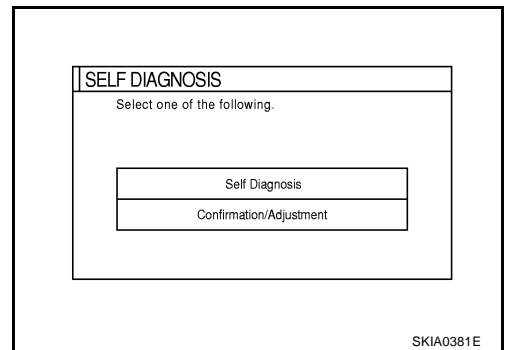 SELF DIAGNOSIS
Select one of the following.
Self Diagnosis
Confirmation/Adjustment
SKIA0381E